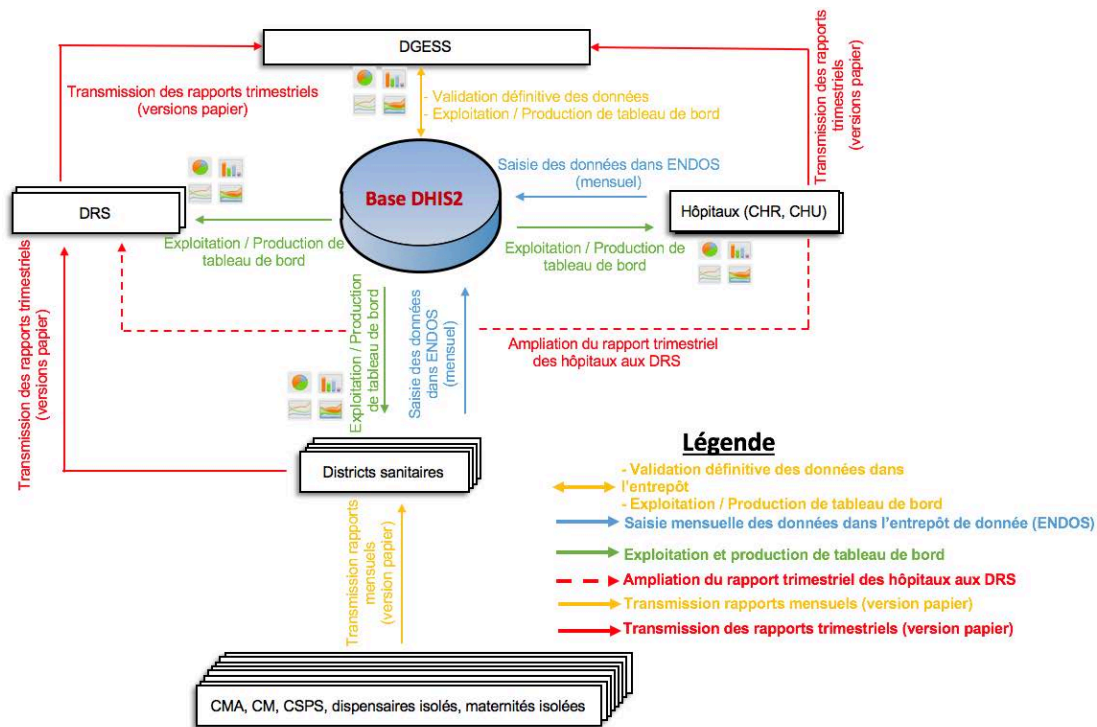 DGESS
Transmission des rapports trimestriels
(versions papier)
- Validation définitive des données
- Exploitation / Production de tableau de bord
Transmission des rapports
trimestriels
(versions papier)
Saisie des données dans ENDOS
(mensuel)
Base DHIS2
DRS
Hôpitaux (CHR, CHU)
Exploitation / Production de
tableau de bord
Exploitation / Production de
tableau de bord
Transmission des rapports trimestriels
(versions papier)
Exploitation / Production
de tableau de bord
Saisie des données
dans ENDOS
(mensuel)
Ampliation du rapport trimestriel
des hôpitaux aux DRS
Districts sanitaires
Transmission rapports
mensuels
(version papier)
CMA, CM, CSPS, dispensaires isolés, maternités isolées
Légende
- Validation définitive des données dans
l'entrepôt
- Exploitation / Production de tableau de bord
Saisie mensuelle des données dans l'entrepôt de donnée (ENDOS)
Exploitation et production de tableau de bord
Ampliation du rapport trimestriel des hôpitaux aux DRS
Transmission rapports mensuels (version papier)
Transmission des rapports trimestriels (version papier)